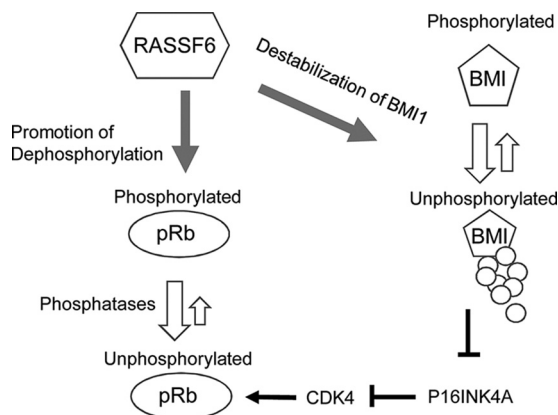 RASSF6
Destabilization of BMI1
Phosphorylated
BMI
Promotion of
Dephosphorylation
Phosphorylated
pRb
Unphosphorylated
BMI
Phosphatases
Unphosphorylated
pRb
CDK4
P16INK4A